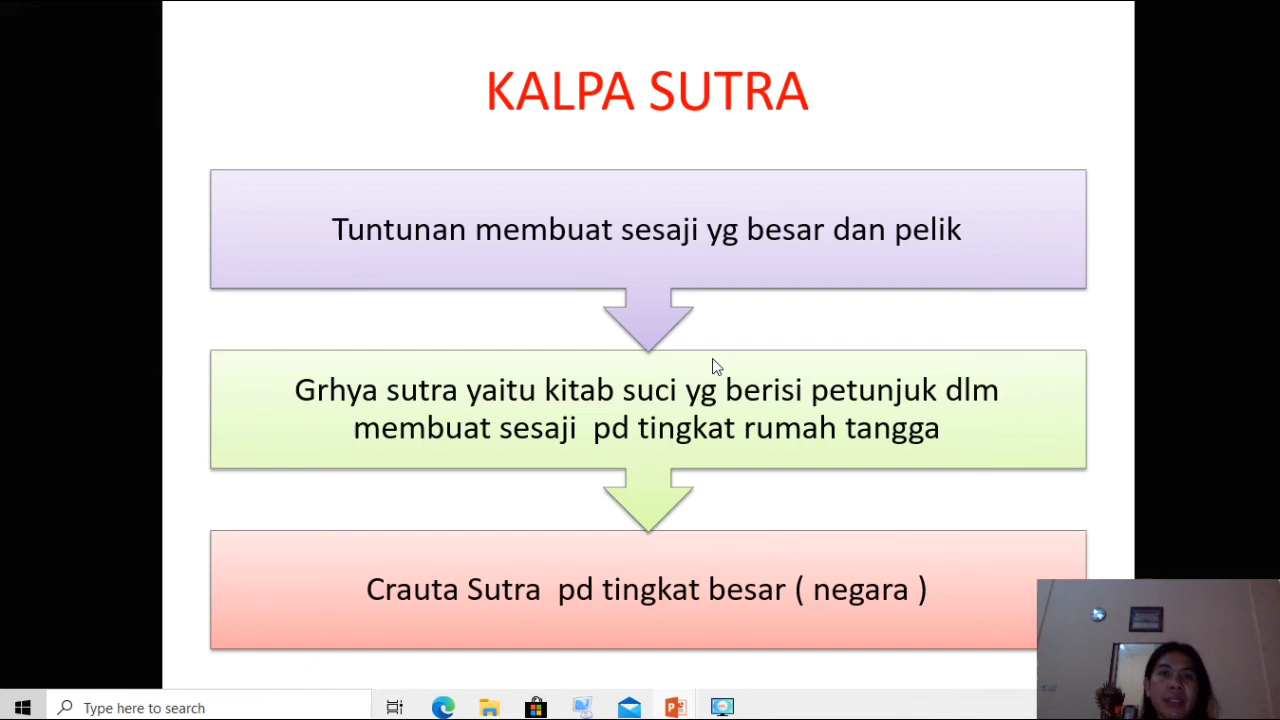 KALPA SUTRA
Tuntunan membuat sesaji yg besar dan pelik
Grhya sutra yaitu kitab suci yg berisi petunjuk dlm
membuat sesaji pd tingkat rumah tangga
Crauta Sutra pd tingkat besar ( negara )
Type here to search